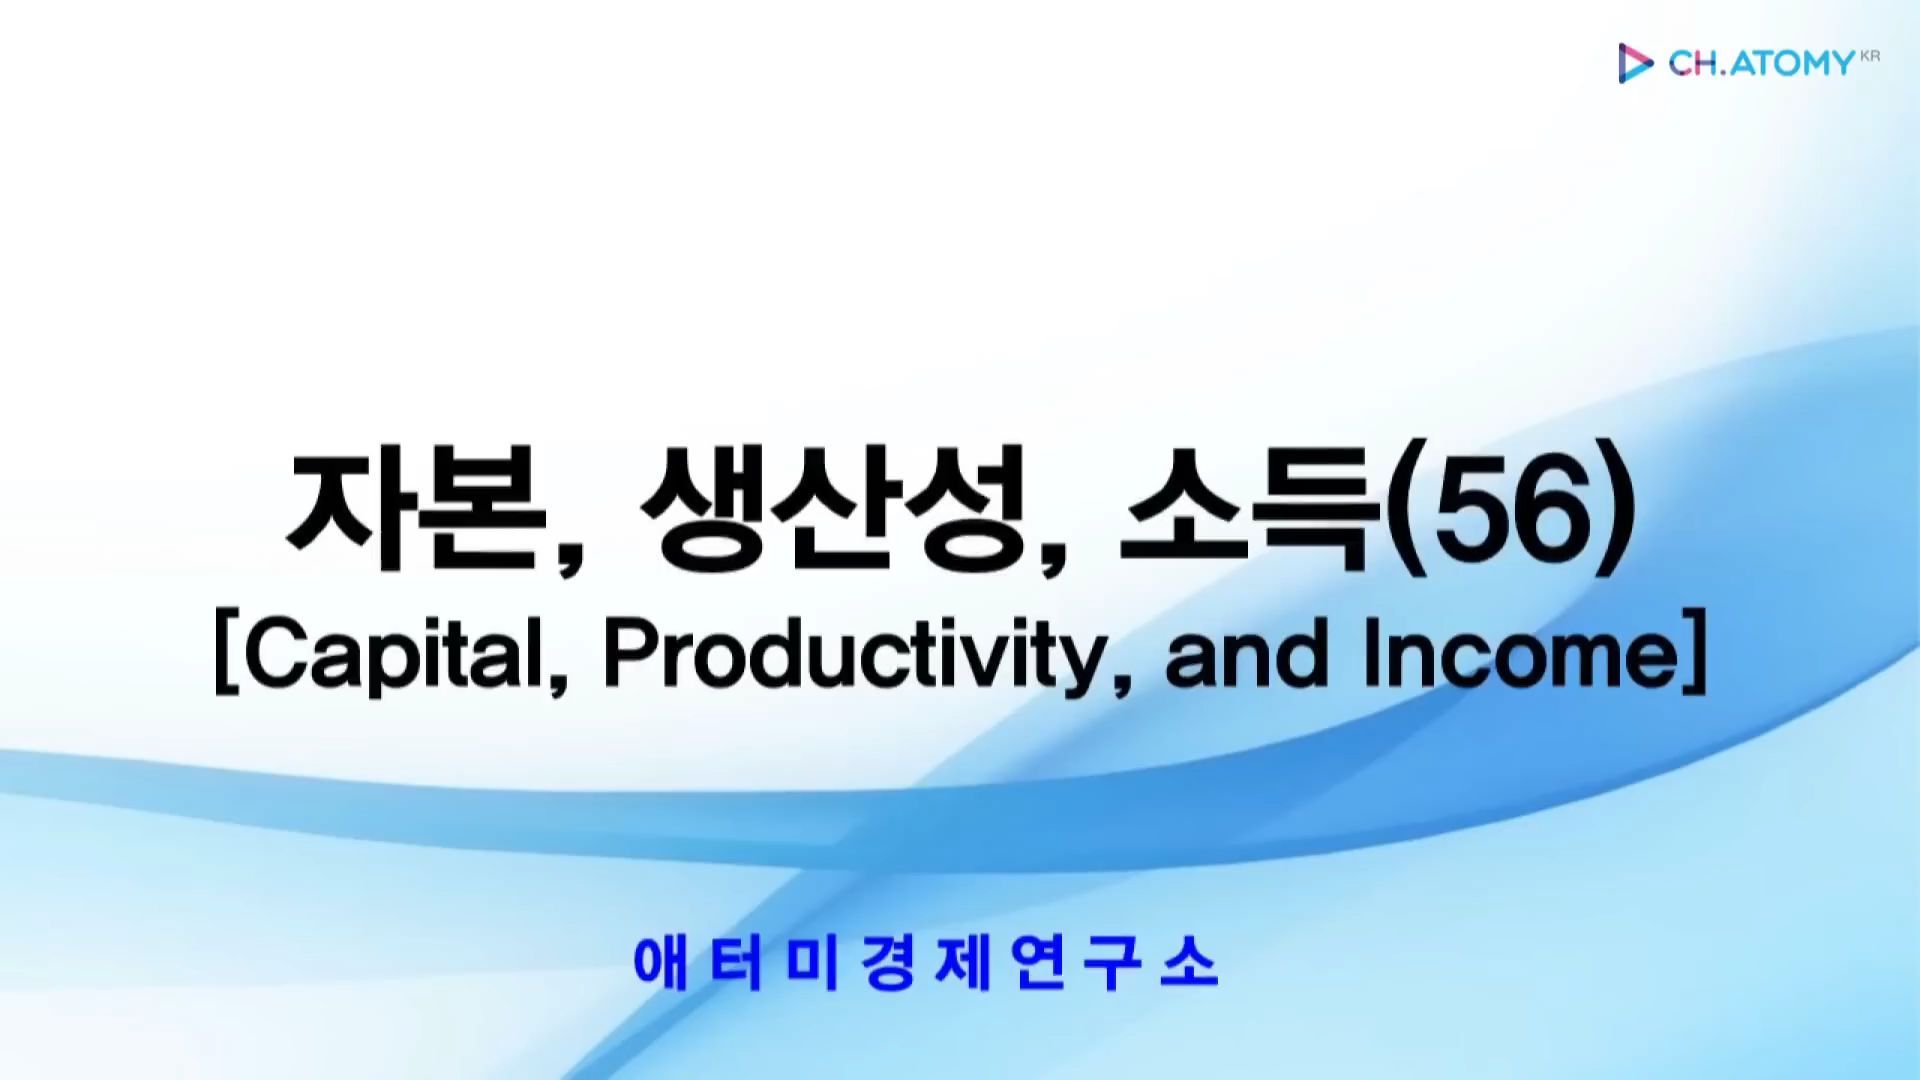 CH.ATOMY KR
자본, 생산성, 소득(56)
[Capital, Productivity, and Income]
애터미경제연구소